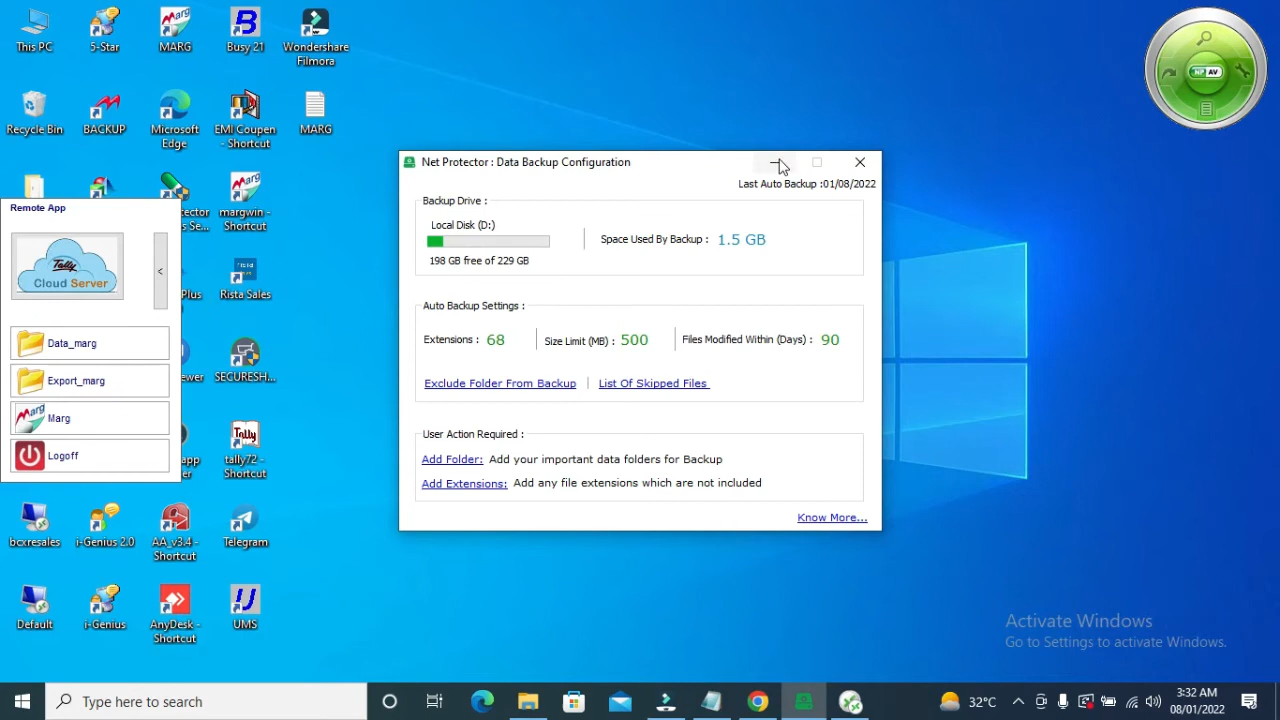 This PC
5-Star
MARG
Busy 21
Wondershare
Filmora
NP AV
Recycle Bin
BACKUP
Microsoft
Edge
EMI Coupen
- Shortcut
MARG
Net Protector : Data Backup Configuration
Last Auto Backup :01/08/2022
Backup Drive :
Local Disk (D:)
Space Used By Backup : 1.5 GB
198 GB free of 229 GB
Auto Backup Settings :
Extensions : 68
Size Limit (MB) : 500
Files Modified Within (Days) : 90
Exclude Folder From Backup
List Of Skipped Files
User Action Required :
Add Folder: Add your important data folders for Backup
Add Extensions: Add any file extensions which are not included
Know More...
Remote App
Tally
Cloud Server
<
Data_marg
Export_marg
Marg
Marg
Logoff
otector
s Se...
margwin -
Shortcut
Plus
Rista Sales
ewer
SECURESH...
app
r
Tally
tally72 -
Shortcut
bcxresales
i-Genius 2.0
AA_v3.4 -
Shortcut
Telegram
Default
i-Genius
AnyDesk -
Shortcut
UMS
Activate Windows
Go to Settings to activate Windows.
Type here to search
32°C
3:32 AM
08/01/2022